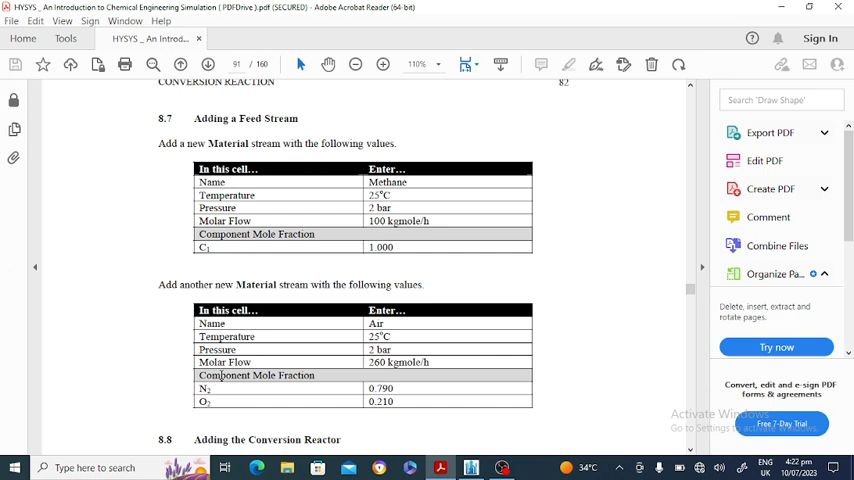 HYSYS _ An Introduction to Chemical Engineering Simulation ( PDFDrive ).pdf (SECURED) - Adobe Acrobat Reader (64-bit)
File Edit View Sign Window Help
Home Tools HYSYS _ An Introd... × Sign In
91 / 160 110%
CONVERSION REACTION 82
8.7 Adding a Feed Stream
Add a new Material stream with the following values.
In this cell… Enter…
Name Methane
Temperature 25°C
Pressure 2 bar
Molar Flow 100 kgmole/h
Component Mole Fraction
C₁ 1.000
Add another new Material stream with the following values.
In this cell… Enter…
Name Air
Temperature 25°C
Pressure 2 bar
Molar Flow 260 kgmole/h
Component Mole Fraction
N₂ 0.790
O₂ 0.210
8.8 Adding the Conversion Reactor
Search 'Draw Shape'
Export PDF
Edit PDF
Create PDF
Comment
Combine Files
Organize Pa...
Delete, insert, extract and
rotate pages.
Try now
Convert, edit and e-sign PDF
forms & agreements
Free 7-Day Trial
Activate Windows
Go to Settings to activate Windows.
Type here to search
34°C
ENG
UK
4:22 pm
10/07/2023